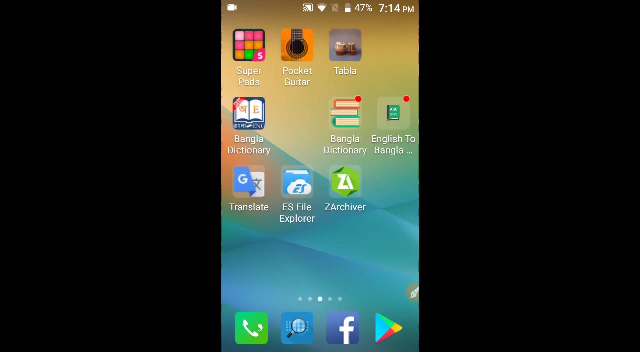 47% 7:14 PM
Super Pads
Pocket Guitar
Tabla
Bangla Dictionary
Bangla Dictionary
English To Bangla ...
Translate
ES File Explorer
ZArchiver